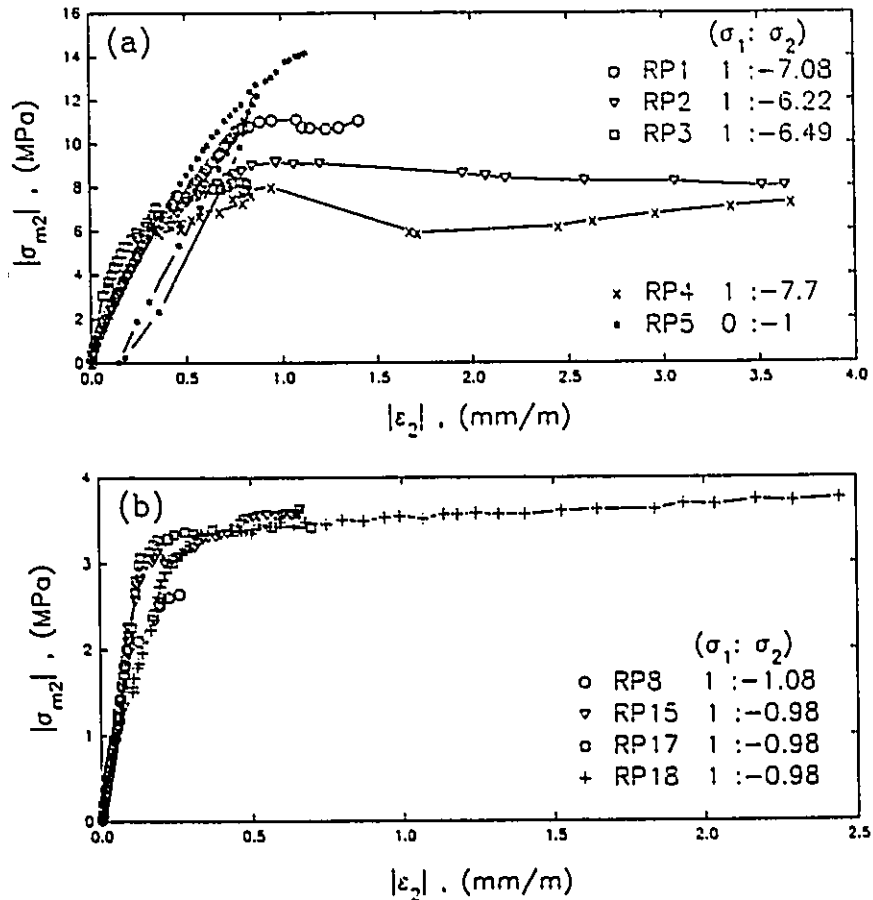 (a)
(σ₁: σ₂)
○ RP1 1 :-7.08
▽ RP2 1 :-6.22
□ RP3 1 :-6.49
× RP4 1 :-7.7
▪ RP5 0 :-1
|σₘ₂| , (MPa)
16
14
12
10
8
6
4
2
0
0.0 0.5 1.0 1.5 2.0 2.5 3.0 3.5 4.0
|ε₂| , (mm/m)
(b)
(σ₁: σ₂)
○ RP8 1 :-1.08
▽ RP15 1 :-0.98
□ RP17 1 :-0.98
+ RP18 1 :-0.98
|σₘ₂| , (MPa)
4
3
2
1
0
0.0 0.5 1.0 1.5 2.0 2.5
|ε₂| , (mm/m)